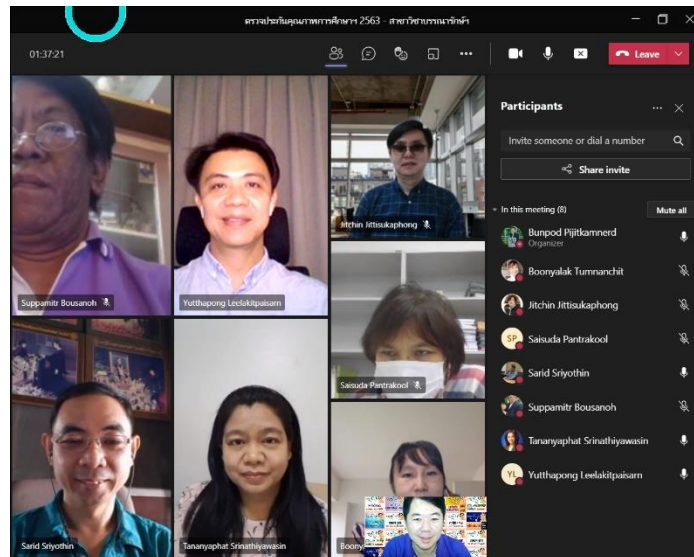 ตรวจประกันคุณภาพการศึกษาฯ 2563 - สาขาวิชาบรรณารักษ์ฯ
01:37:21
Leave
Participants
Invite someone or dial a number
Share invite
In this meeting (8)
Mute all
Bunpod Pijitkamnerd
Organizer
Boonyalak Tumnanchit
Jitchin Jittisukaphong
SP
Saisuda Pantrakool
Sarid Sriyothin
Suppamitr Bousanoh
Tananyaphat Srinathiyawasin
YL
Yutthapong Leelakitpaisarn
Suppamitr Bousanoh
Yutthapong Leelakitpaisarn
Jitchin Jittisukaphong
Saisuda Pantrakool
Sarid Sriyothin
Tananyaphat Srinathiyawasin
Boony